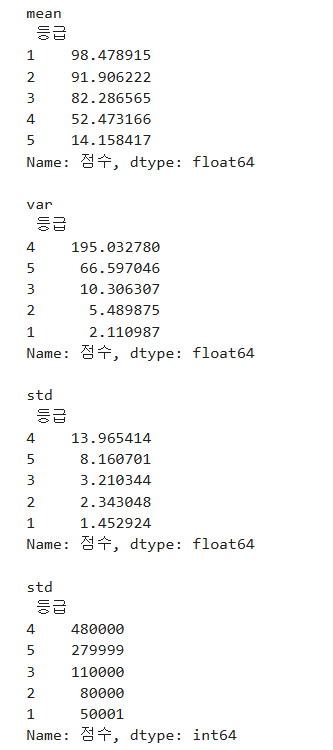 mean
등급
1    98.478915
2    91.906222
3    82.286565
4    52.473166
5    14.158417
Name: 점수, dtype: float64
var
등급
4    195.032780
5     66.597046
3     10.306307
2      5.489875
1      2.110987
Name: 점수, dtype: float64
std
등급
4    13.965414
5     8.160701
3     3.210344
2     2.343048
1     1.452924
Name: 점수, dtype: float64
std
등급
4    480000
5    279999
3    110000
2     80000
1     50001
Name: 점수, dtype: int64